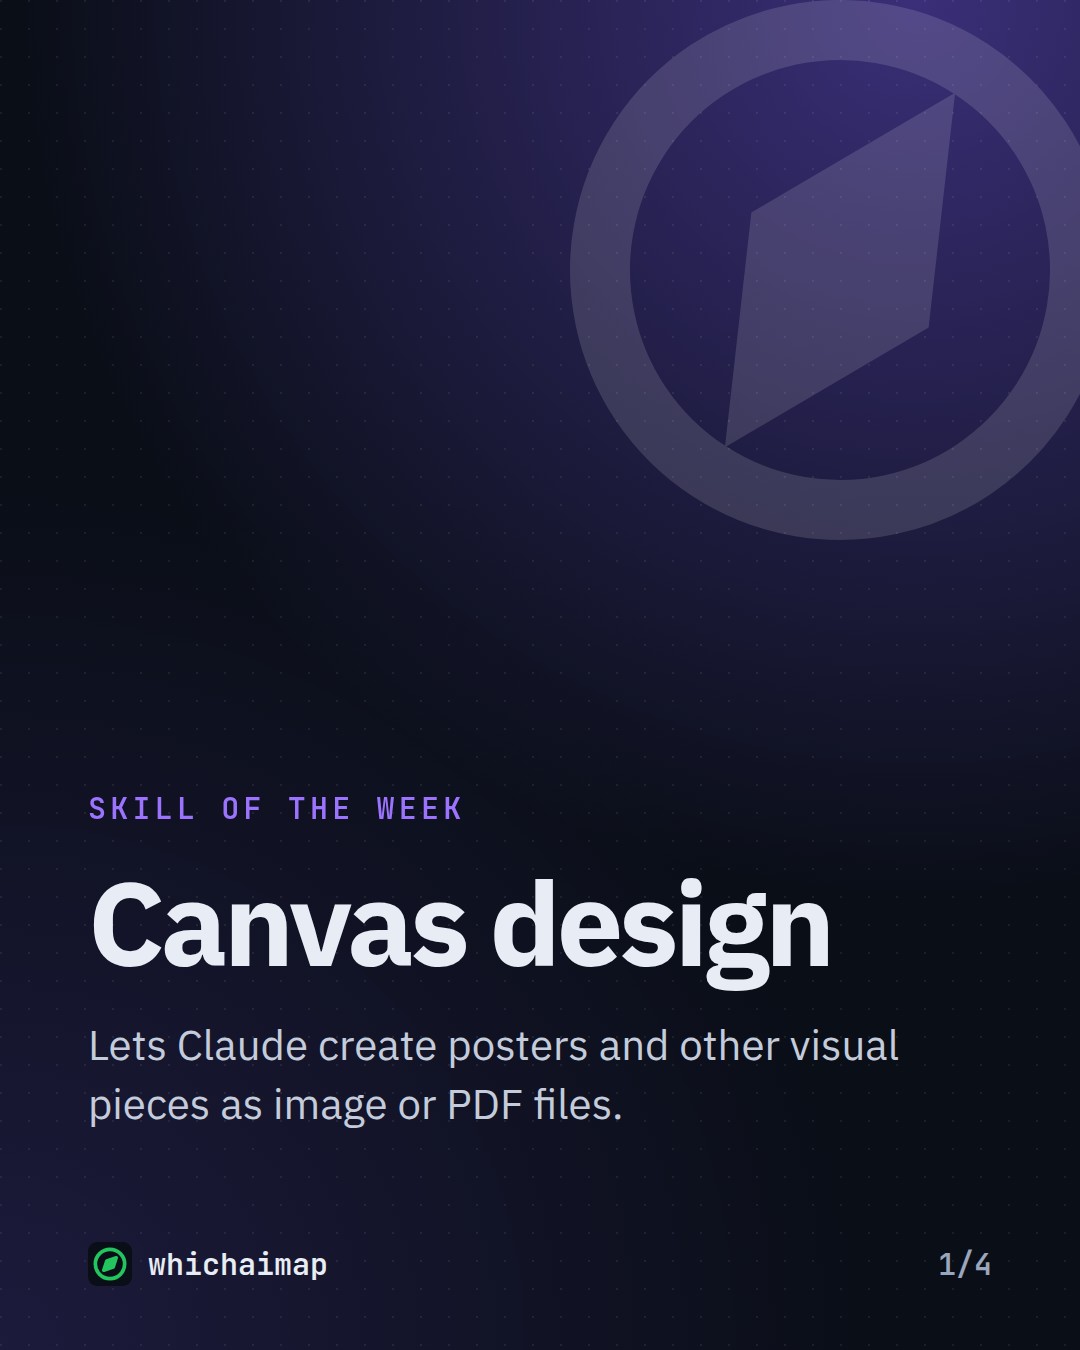 SKILL OF THE WEEK
Canvas design
Lets Claude create posters and other visual
pieces as image or PDF files.
whichaimap
1/4